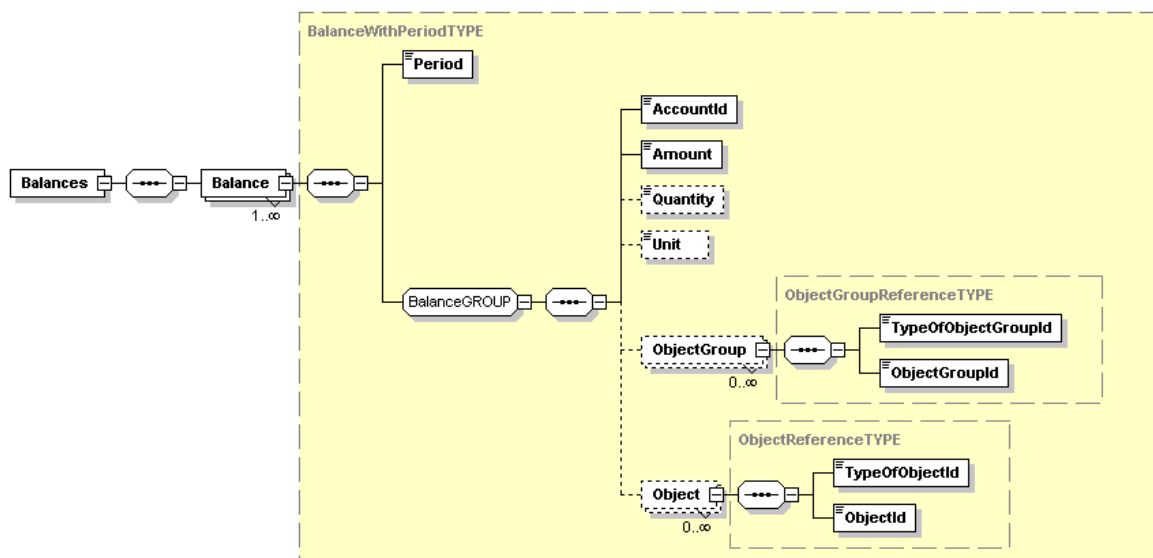 BalanceWithPeriodTYPE
Period
AccountId
Amount
Balances
Balance
1..∞
Quantity
Unit
BalanceGROUP
ObjectGroupReferenceTYPE
TypeOfObjectGroupId
ObjectGroup
0..∞
ObjectGroupId
ObjectReferenceTYPE
TypeOfObjectId
Object
0..∞
ObjectId